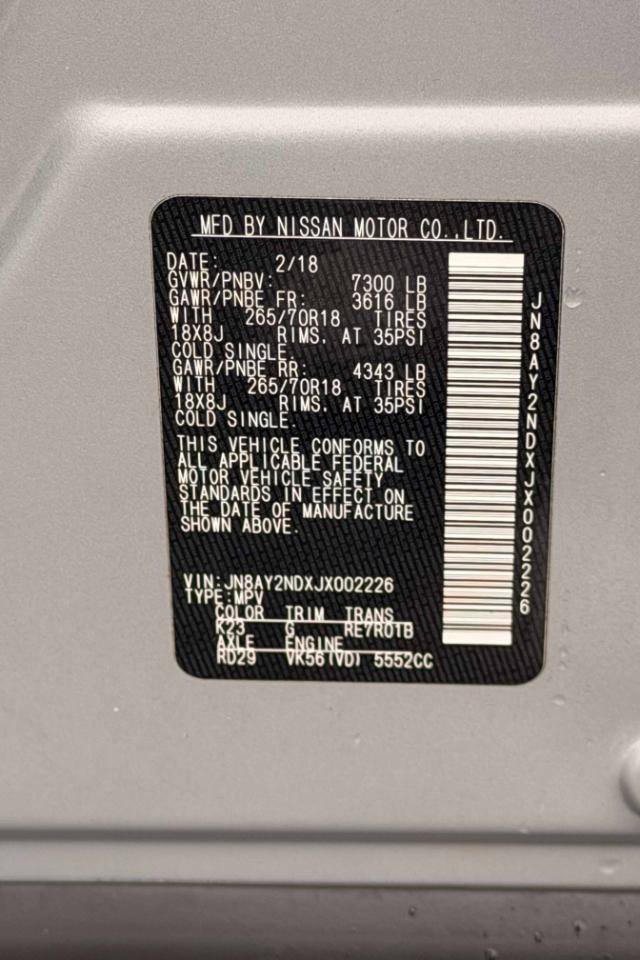 MFD BY NISSAN MOTOR CO.,LTD.
DATE: 2/18
GVWR/PNBV: 7300 LB
GAWR/PNBE FR: 3616 LB
WITH 265/70R18 TIRES
18X8J RIMS, AT 35PSI
COLD SINGLE.
GAWR/PNBE RR: 4343 LB
WITH 265/70R18 TIRES
18X8J RIMS, AT 35PSI
COLD SINGLE.
THIS VEHICLE CONFORMS TO
ALL APPLICABLE FEDERAL
MOTOR VEHICLE SAFETY
STANDARDS IN EFFECT ON
THE DATE OF MANUFACTURE
SHOWN ABOVE.
VIN:JN8AY2NDXJX002226
TYPE:MPV
COLOR TRIM TRANS
K23 G RE7R01B
AXLE ENGINE
RD29 VK56(VD) 5552CC
JN8AY2NDXJX002226